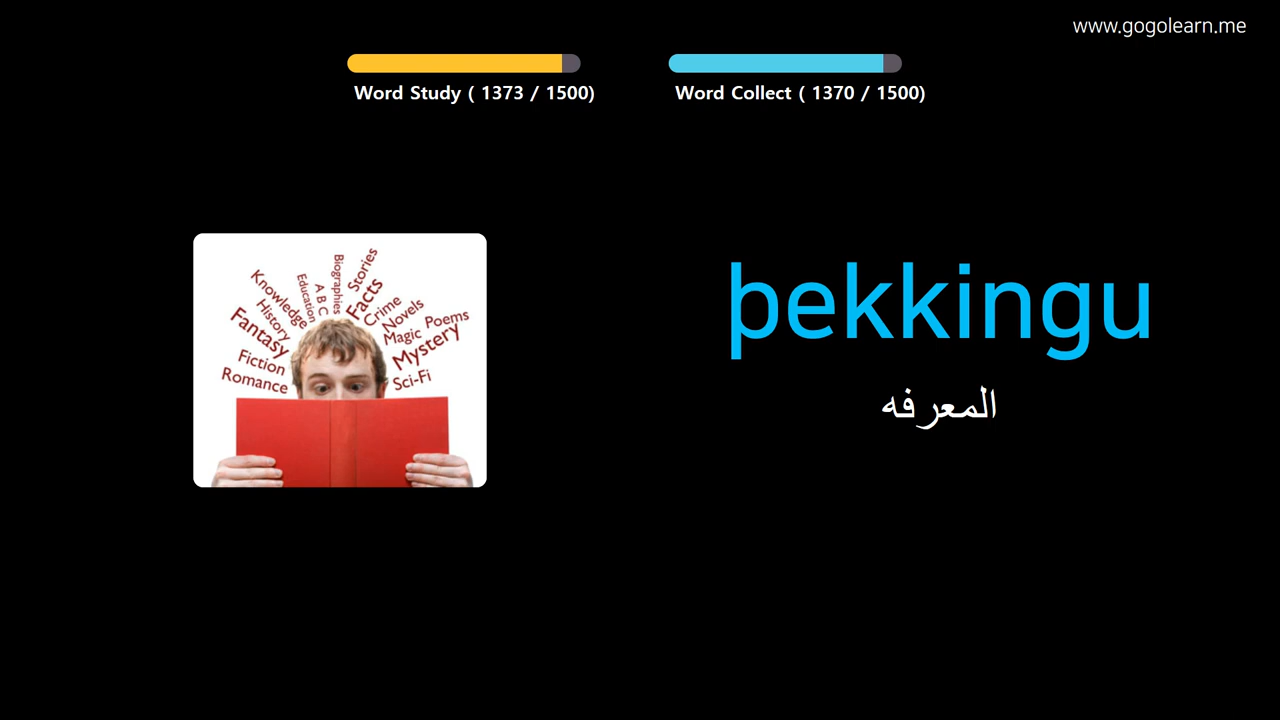 www.gogolearn.me
Word Study ( 1373 / 1500)
Word Collect ( 1370 / 1500)
Stories
Biographies
Facts
Knowledge
Education
A B C
Crime
History
Novels
Fantasy
Magic
Poems
Mystery
Fiction
Romance
Sci-Fi
þekkingu
المعرفه